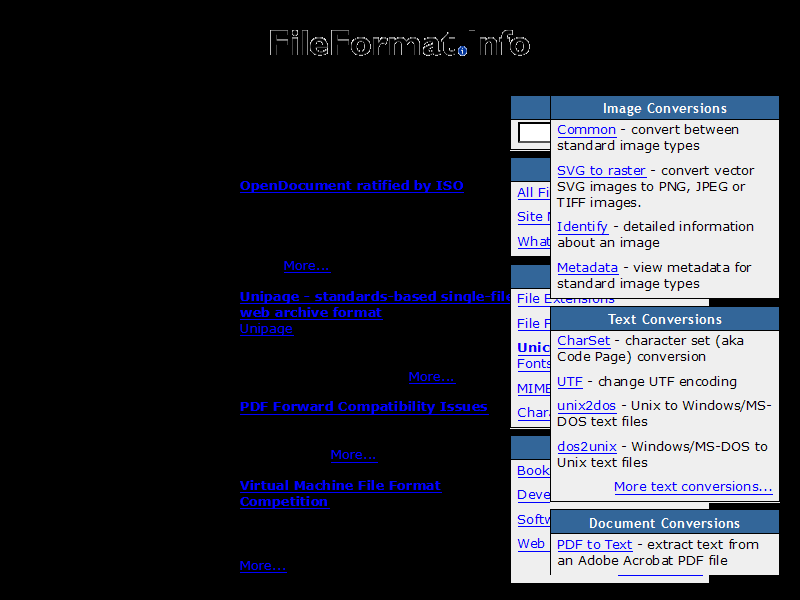 FileFormat.Info
OpenDocument ratified by ISO
More...
Unipage - standards-based single-file
web archive format
Unipage
More...
PDF Forward Compatibility Issues
More...
Virtual Machine File Format
Competition
More...
All Fi
Site
What
File Extensions
File F
Unic
Fonts
MIME
Char
Book
Deve
Softw
Web
Image Conversions
Common - convert between
standard image types
SVG to raster - convert vector
SVG images to PNG, JPEG or
TIFF images.
Identify - detailed information
about an image
Metadata - view metadata for
standard image types
Text Conversions
CharSet - character set (aka
Code Page) conversion
UTF - change UTF encoding
unix2dos - Unix to Windows/MS-
DOS text files
dos2unix - Windows/MS-DOS to
Unix text files
More text conversions...
Document Conversions
PDF to Text - extract text from
an Adobe Acrobat PDF file